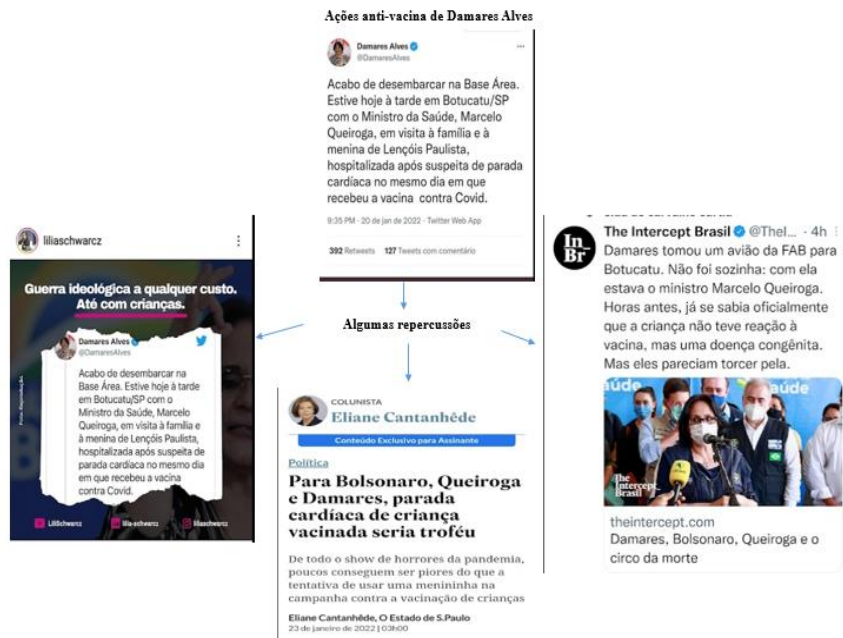 Ações anti-vacina de Damares Alves
Damares Alves
@DamaresAlves
Acabo de desembarcar na Base Área.
Estive hoje à tarde em Botucatu/SP
com o Ministro da Saúde, Marcelo
Queiroga, em visita à família e à
menina de Lençóis Paulista,
hospitalizada após suspeita de parada
cardíaca no mesmo dia em que
recebeu a vacina contra Covid.
9:35 PM · 20 de jan de 2022 · Twitter Web App
392 Retweets 127 Tweets com comentário
Algumas repercussões
liliaschwarcz
Guerra ideológica a qualquer custo.
Até com crianças.
Damares Alves
@DamaresAlves
Acabo de desembarcar na
Base Área. Estive hoje à tarde
em Botucatu/SP com o
Ministro da Saúde, Marcelo
Queiroga, em visita à família e
à menina de Lençóis Paulista,
hospitalizada após suspeita de
parada cardíaca no mesmo dia
em que recebeu a vacina
contra Covid.
LiliSchwarcz lilia-schwarcz liliaschwarcz
COLUNISTA
Eliane Cantanhêde
Conteúdo Exclusivo para Assinante
Política
Para Bolsonaro, Queiroga
e Damares, parada
cardíaca de criança
vacinada seria troféu
De todo o show de horrores da pandemia,
poucos conseguem ser piores do que a
tentativa de usar uma menininha na
campanha contra a vacinação de crianças
Eliane Cantanhêde, O Estado de S.Paulo
23 de janeiro de 2022 | 03h00
In_
Br
The Intercept Brasil @TheI... · 4h
Damares tomou um avião da FAB para
Botucatu. Não foi sozinha: com ela
estava o ministro Marcelo Queiroga.
Horas antes, já se sabia oficialmente
que a criança não teve reação à
vacina, mas uma doença congênita.
Mas eles pareciam torcer pela.
aúde
aúde
The
Intercept_
Brasil
theintercept.com
Damares, Bolsonaro, Queiroga e o
circo da morte